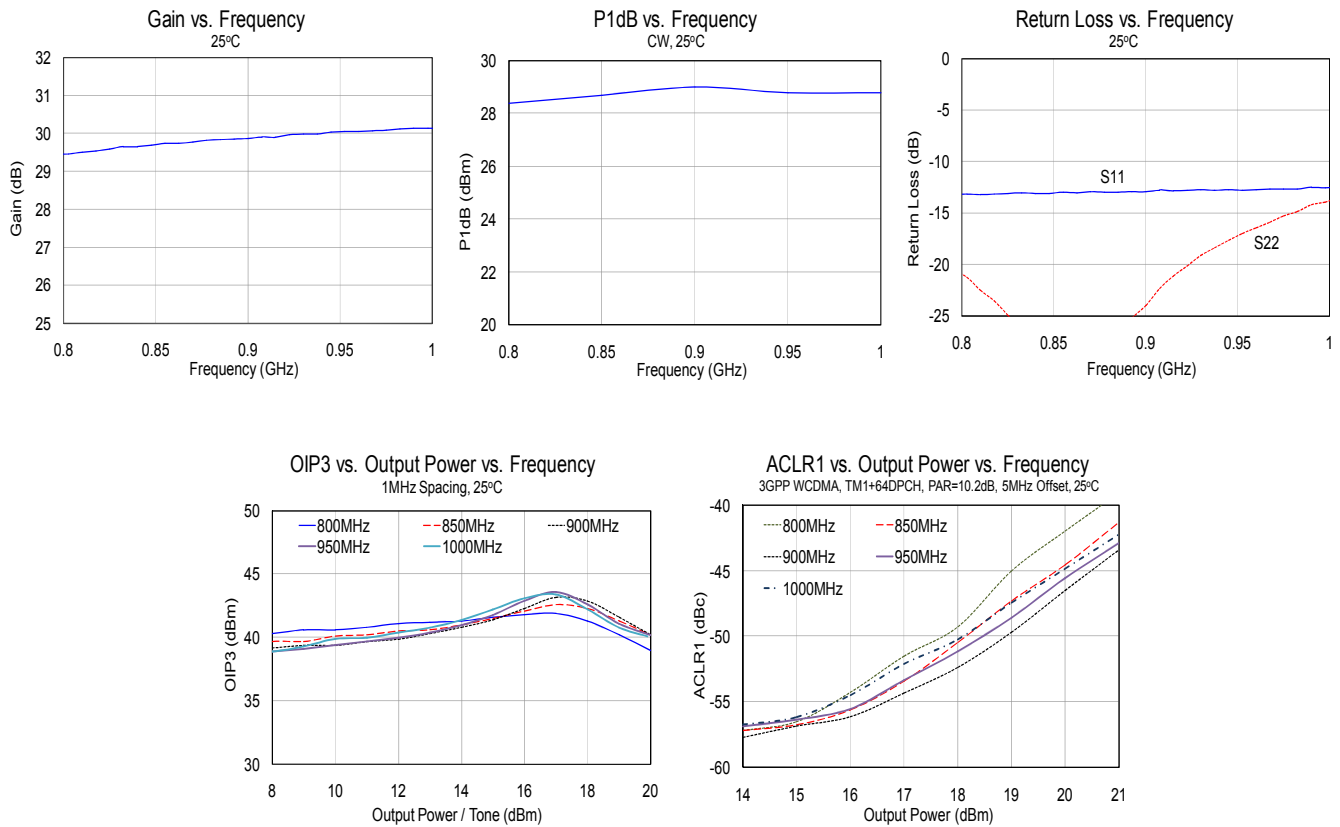 Gain vs. Frequency
25ºC
32
31
30
29
28
27
26
25
Gain (dB)
0.8
0.85
0.9
0.95
1
Frequency (GHz)
P1dB vs. Frequency
CW, 25ºC
30
28
26
24
22
20
P1dB (dBm)
0.8
0.85
0.9
0.95
1
Frequency (GHz)
Return Loss vs. Frequency
25ºC
0
-5
-10
-15
-20
-25
Return Loss (dB)
S11
S22
0.8
0.85
0.9
0.95
1
Frequency (GHz)
OIP3 vs. Output Power vs. Frequency
1MHz Spacing, 25ºC
50
45
40
35
30
OIP3 (dBm)
800MHz
850MHz
900MHz
950MHz
1000MHz
8
10
12
14
16
18
20
Output Power / Tone (dBm)
ACLR1 vs. Output Power vs. Frequency
3GPP WCDMA, TM1+64DPCH, PAR=10.2dB, 5MHz Offset, 25ºC
-40
-45
-50
-55
-60
ACLR1 (dBc)
800MHz
850MHz
900MHz
950MHz
1000MHz
14
15
16
17
18
19
20
21
Output Power (dBm)